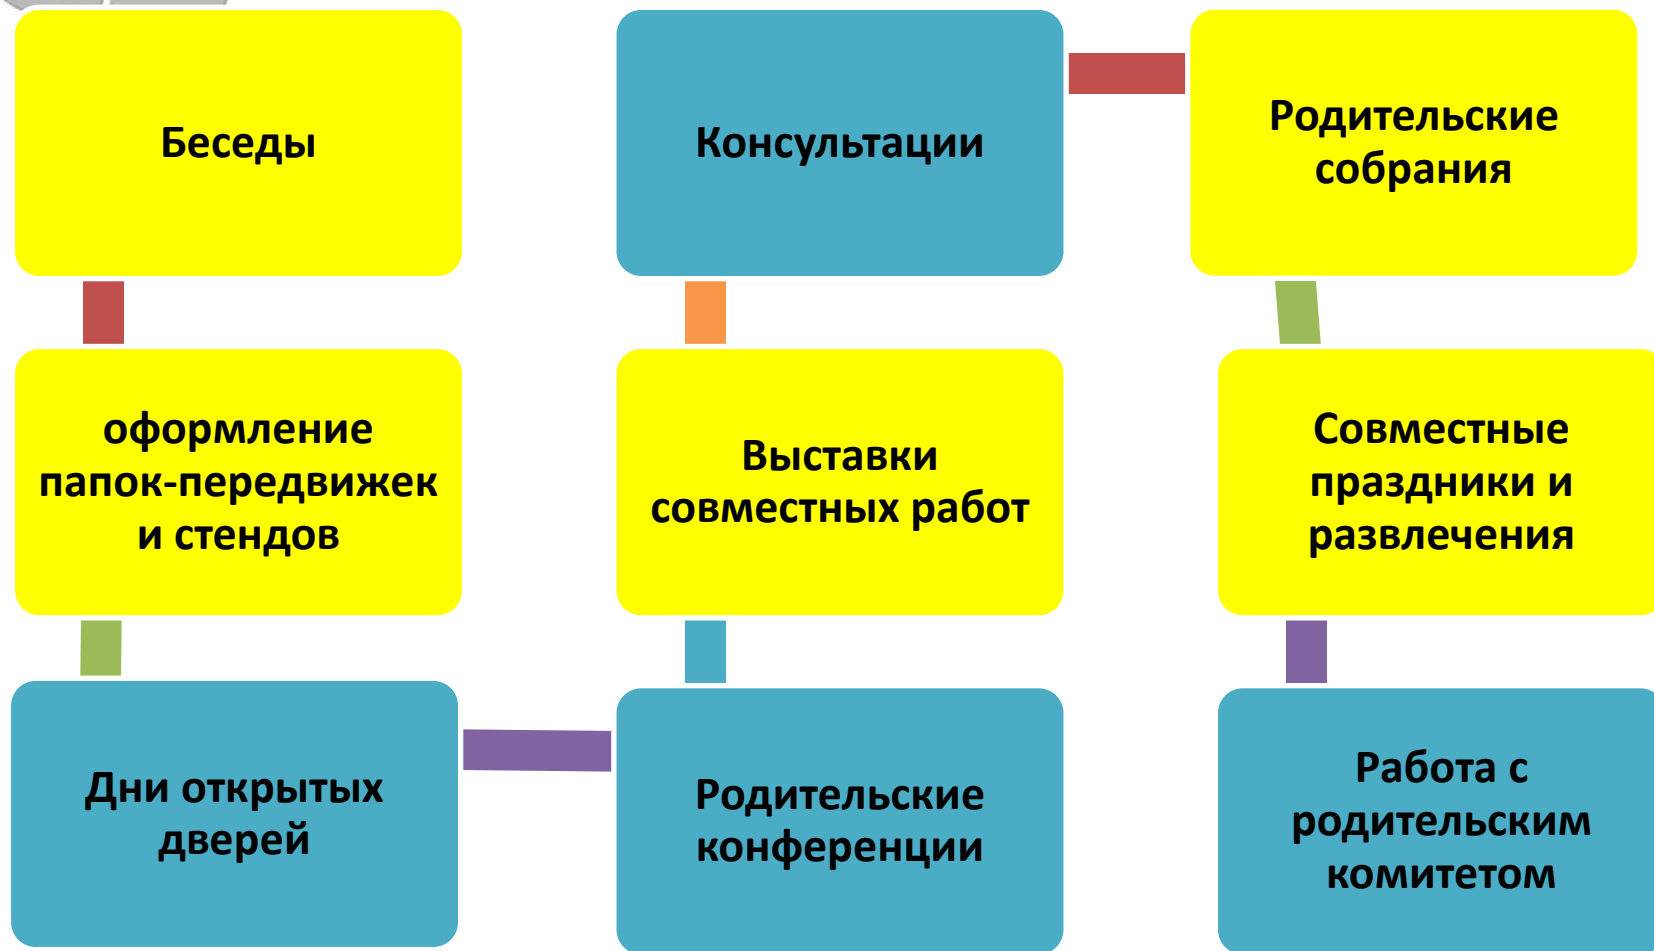 Беседы
Консультации
Родительские
собрания
оформление
папок-передвижек
и стендов
Выставки
совместных работ
Совместные
праздники и
развлечения
Дни открытых
дверей
Родительские
конференции
Работа с
родительским
комитетом